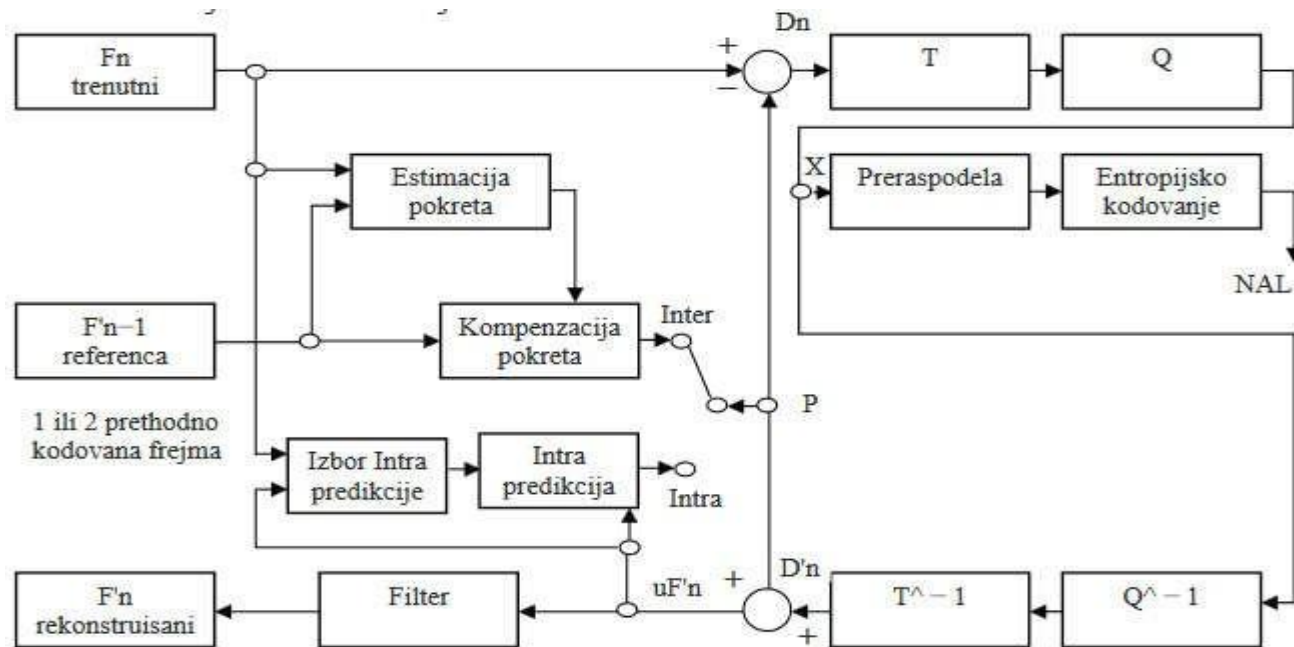 Dn
Fn
trenutni
+
−
T
Q
X
Preraspodela
Entropijsko
kodovanje
Estimacija
pokreta
NAL
F'n−1
referenca
Kompenzacija
pokreta
Inter
P
1 ili 2 prethodno
kodovana frejma
Izbor Intra
predikcije
Intra
predikcija
Intra
F'n
rekonstruisani
Filter
uF'n
+
D'n
+
T^ − 1
Q^ − 1